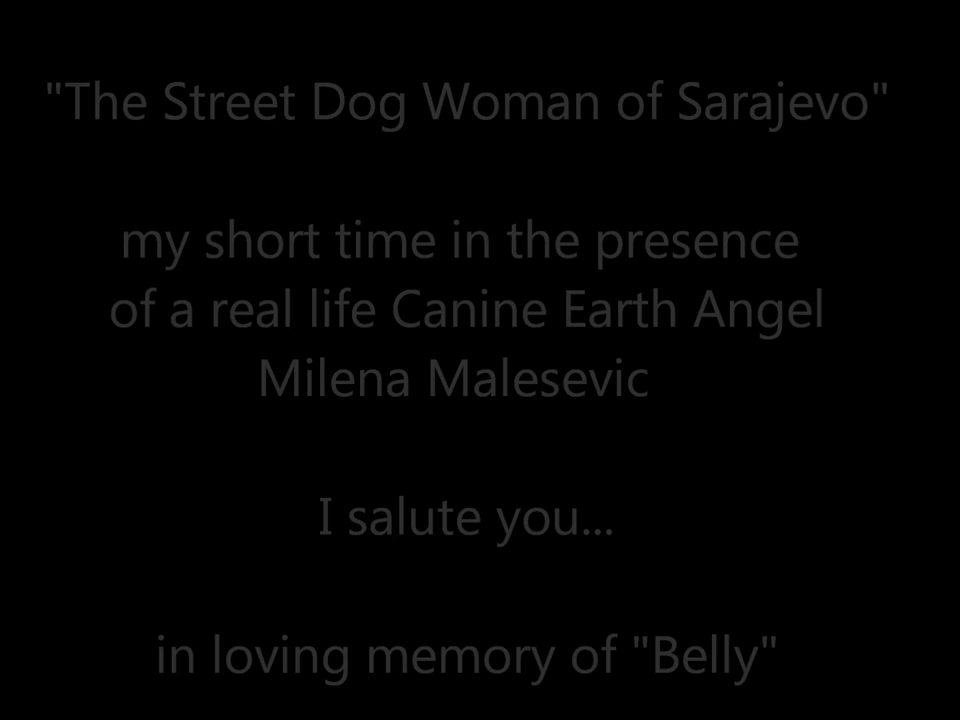 "The Street Dog Woman of Sarajevo"
my short time in the presence
of a real life Canine Earth Angel
Milena Malesevic
I salute you...
in loving memory of "Belly"